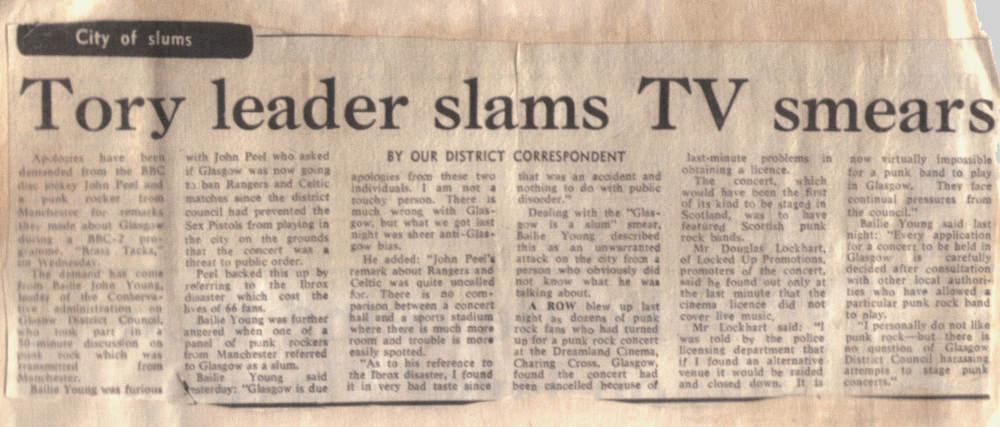 City of slums
Tory leader slams TV smears
BY OUR DISTRICT CORRESPONDENT
Apologies have been
demanded from the BBC
disc jockey John Peel and
a punk rocker from
Manchester for remarks
they made about Glasgow
during a BBC-2 pro-
gramme, "Brass Tacks,"
on Wednesday.
The demand has come
from Bailie John Young,
leader of the Conserva-
tive administration on
Glasgow District Council,
who took part in a
50-minute discussion on
punk rock which was
transmitted from
Manchester.
Bailie Young was furious
with John Peel who asked
if Glasgow was now going
to ban Rangers and Celtic
matches since the district
council had prevented the
Sex Pistols from playing in
the city on the grounds
that the concert was a
threat to public order.
Peel backed this up by
referring to the Ibrox
disaster which cost the
lives of 66 fans.
Bailie Young was further
angered when one of a
panel of punk rockers
from Manchester referred
to Glasgow as a slum.
Bailie Young said
yesterday: "Glasgow is due
apologies from these two
individuals. I am not a
touchy person. There is
much wrong with Glas-
gow, but what we got last
night was sheer anti-Glas-
gow bias.
He added: "John Peel's
remark about Rangers and
Celtic was quite uncalled
for. There is no com-
parison between a concert
hall and a sports stadium
where there is much more
room and trouble is more
easily spotted.
"As to his reference to
the Ibrox disaster, I found
it in very bad taste since
that was an accident and
nothing to do with public
disorder."
Dealing with the "Glas-
gow is a slum" smear,
Bailie Young described
this as an unwarranted
attack on the city from a
person who obviously did
not know what he was
talking about.
A ROW blew up last
night as dozens of punk
rock fans who had turned
up for a punk rock concert
at the Dreamland Cinema,
Charing Cross, Glasgow,
found the concert had
been cancelled because of
last-minute problems in
obtaining a licence.
The concert, which
would have been the first
of its kind to be staged in
Scotland, was to have
featured Scottish punk
rock bands.
Mr Douglas Lockhart,
of Locked Up Promotions,
promoters of the concert,
said he found out only at
the last minute that the
cinema licence did not
cover live music.
Mr Lockhart said: "I
was told by the police
licensing department that
if I found an alternative
venue it would be raided
and closed down. It is
now virtually impossible
for a punk band to play
in Glasgow. They face
continual pressures from
the council."
Bailie Young said last
night: "Every application
for a concert to be held in
Glasgow is carefully
decided after consultation
with other local authori-
ties who have allowed a
particular punk rock band
to play.
"I personally do not like
punk rock—but there is
no question of Glasgow
District Council harasing
attempts to stage punk
concerts."